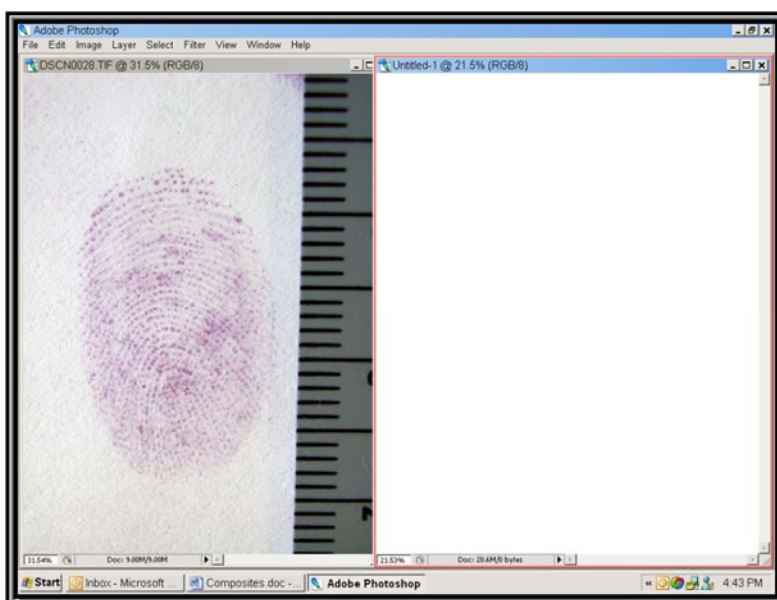 Adobe Photoshop
File Edit Image Layer Select Filter View Window Help
DSCN0028.TIF @ 31.5% (RGB/8)
Untitled-1 @ 21.5% (RGB/8)
31.54% Doc: 9.00M/9.00M
21.53% Doc: 28.6M/0 bytes
Start Inbox - Microsoft ... Composites.doc - ... Adobe Photoshop « 4:43 PM